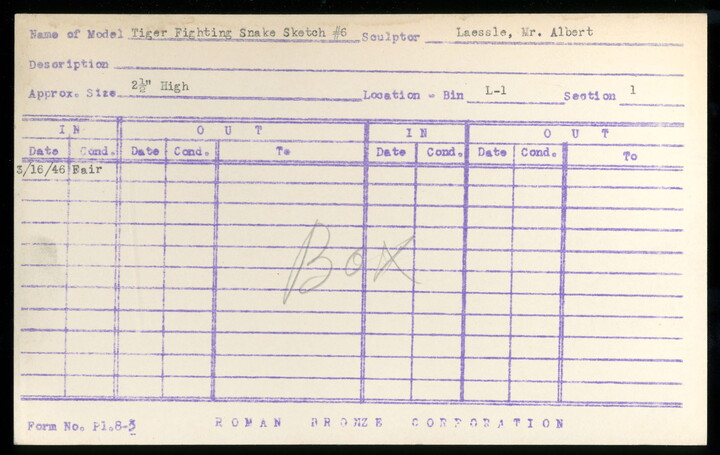 Name of Model Tiger Fighting Snake Sketch #6 Sculptor Laessle, Mr. Albert
Description
Approx. Size 2½" High Location - Bin L-1 Section 1
IN OUT IN OUT
Date Cond. Date Cond. To Date Cond. Date Cond. To
3/16/46 Fair
Box
Form No. Pl.8-3 ROMAN BRONZE CORPORATION